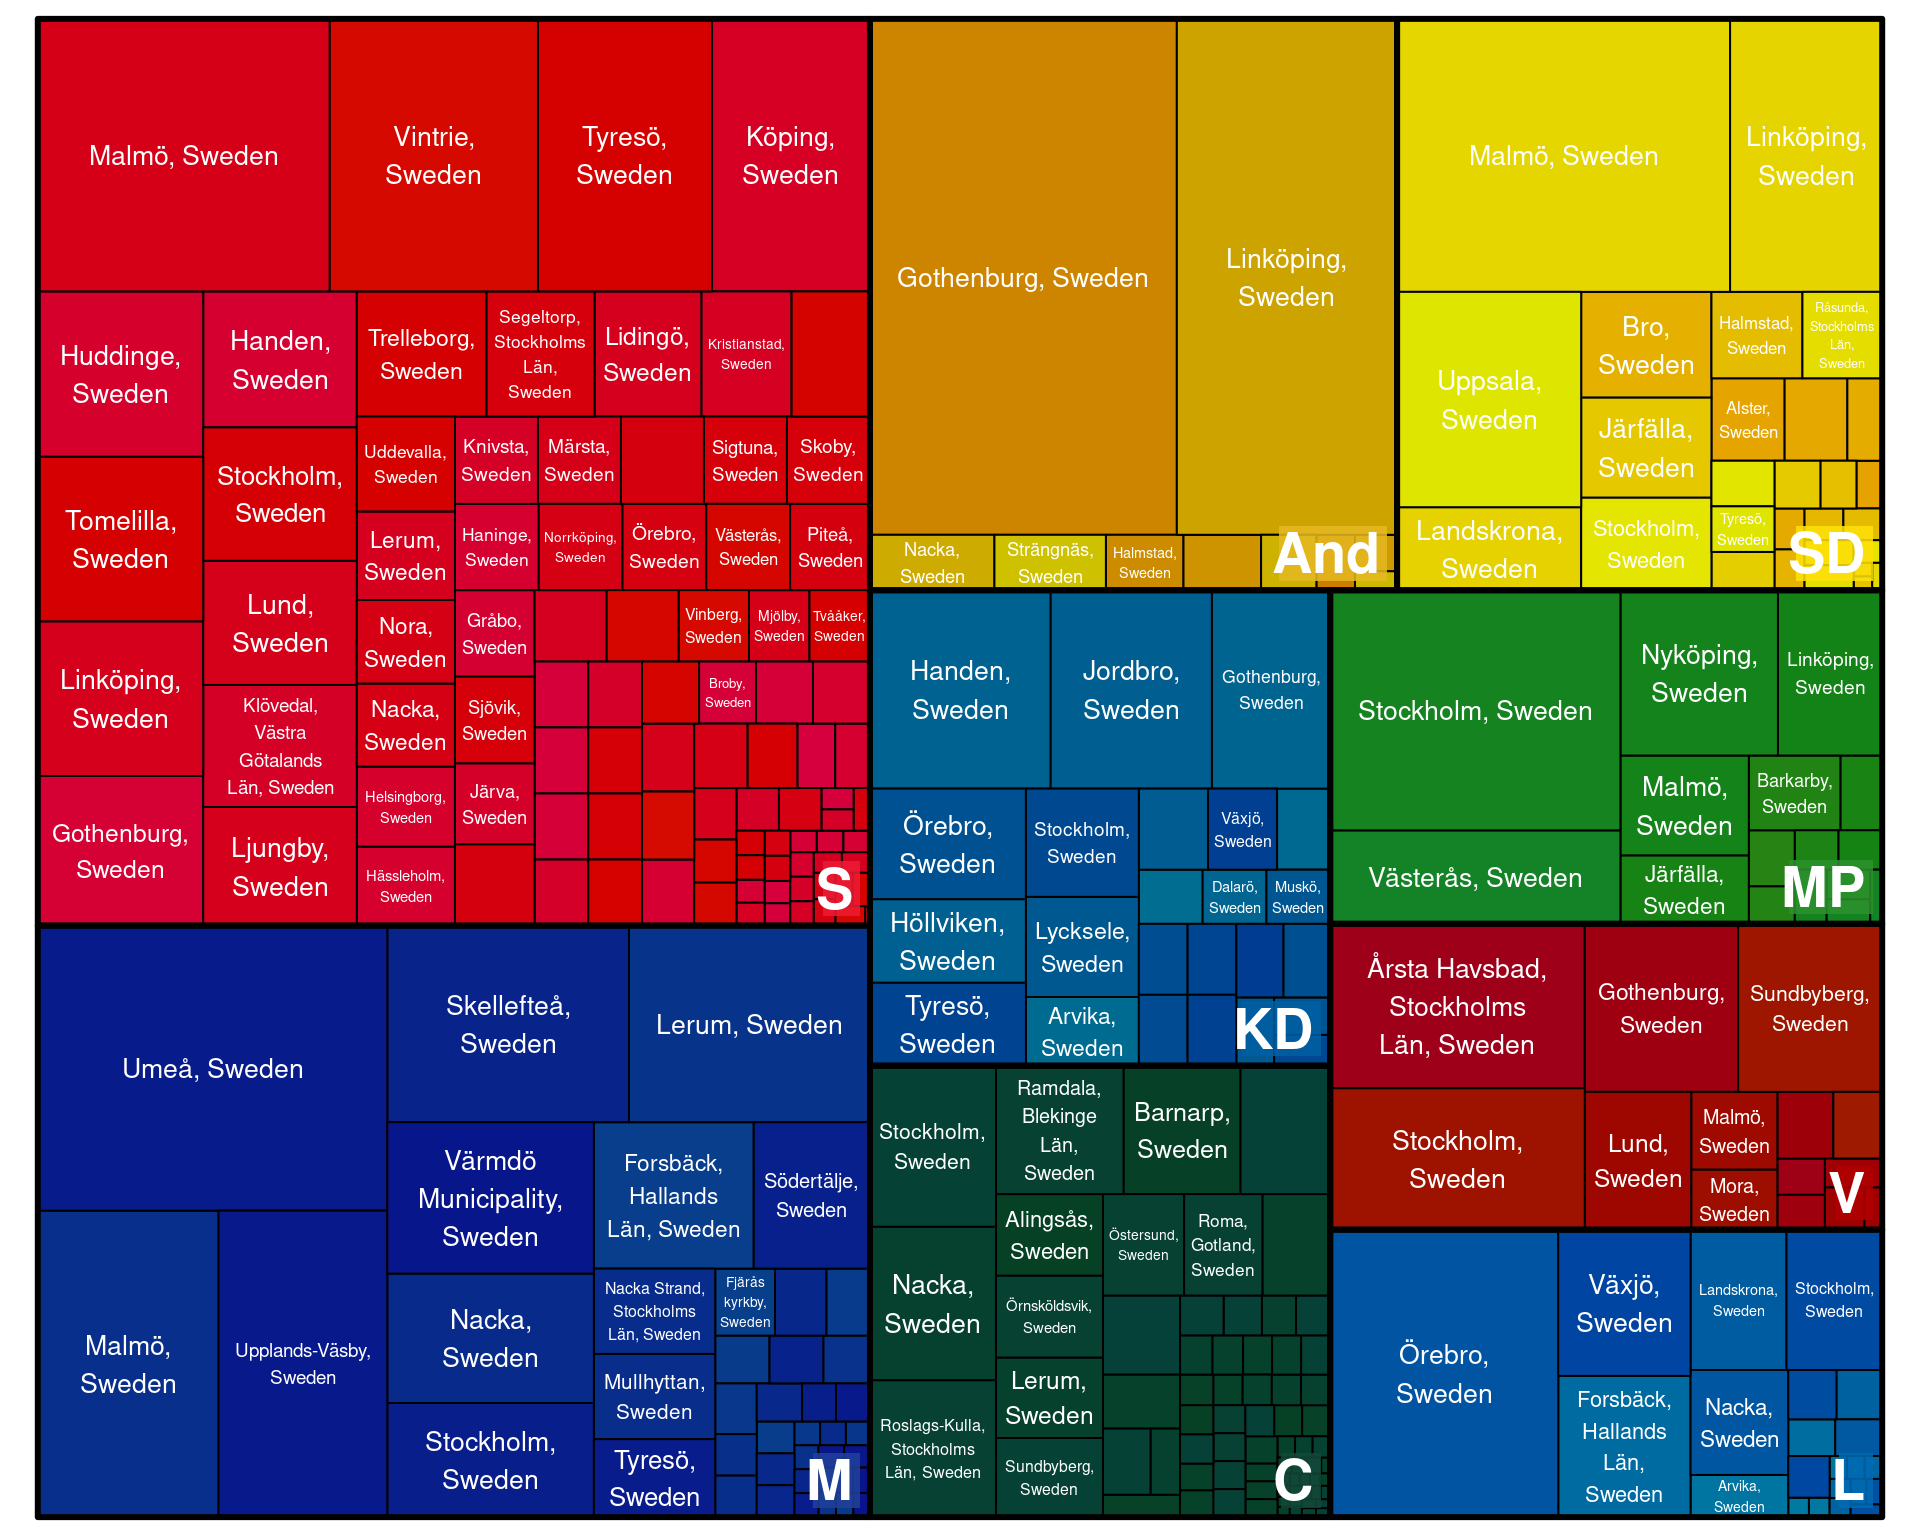 Malmö, Sweden
Vintrie,
Sweden
Tyresö,
Sweden
Köping,
Sweden
Huddinge,
Sweden
Handen,
Sweden
Trelleborg,
Sweden
Segeltorp,
Stockholms
Län,
Sweden
Lidingö,
Sweden
Kristianstad,
Sweden
Tomelilla,
Sweden
Stockholm,
Sweden
Uddevalla,
Sweden
Knivsta,
Sweden
Märsta,
Sweden
Sigtuna,
Sweden
Skoby,
Sweden
Lerum,
Sweden
Haninge,
Sweden
Norrköping,
Sweden
Örebro,
Sweden
Västerås,
Sweden
Piteå,
Sweden
Linköping,
Sweden
Lund,
Sweden
Nora,
Sweden
Gråbo,
Sweden
Vinberg,
Sweden
Mjölby,
Sweden
Tvååker,
Sweden
Klövedal,
Västra
Götalands
Län, Sweden
Nacka,
Sweden
Sjövik,
Sweden
Broby,
Sweden
Gothenburg,
Sweden
Ljungby,
Sweden
Helsingborg,
Sweden
Järva,
Sweden
Hässleholm,
Sweden
S
Gothenburg, Sweden
Linköping,
Sweden
Nacka,
Sweden
Strängnäs,
Sweden
Halmstad,
Sweden
And
Malmö, Sweden
Linköping,
Sweden
Uppsala,
Sweden
Bro,
Sweden
Halmstad,
Sweden
Råsunda,
Stockholms
Län,
Sweden
Järfälla,
Sweden
Alster,
Sweden
Landskrona,
Sweden
Stockholm,
Sweden
Tyresö,
Sweden
SD
Handen,
Sweden
Jordbro,
Sweden
Gothenburg,
Sweden
Örebro,
Sweden
Stockholm,
Sweden
Växjö,
Sweden
Höllviken,
Sweden
Lycksele,
Sweden
Dalarö,
Sweden
Muskö,
Sweden
Tyresö,
Sweden
Arvika,
Sweden
KD
Stockholm, Sweden
Nyköping,
Sweden
Linköping,
Sweden
Malmö,
Sweden
Barkarby,
Sweden
Västerås, Sweden
Järfälla,
Sweden
MP
Umeå, Sweden
Skellefteå,
Sweden
Lerum, Sweden
Värmdö
Municipality,
Sweden
Forsbäck,
Hallands
Län, Sweden
Södertälje,
Sweden
Malmö,
Sweden
Upplands-Väsby,
Sweden
Nacka,
Sweden
Nacka Strand,
Stockholms
Län, Sweden
Fjärås
kyrkby,
Sweden
Mullhyttan,
Sweden
Stockholm,
Sweden
Tyresö,
Sweden
M
Stockholm,
Sweden
Ramdala,
Blekinge
Län,
Sweden
Barnarp,
Sweden
Nacka,
Sweden
Alingsås,
Sweden
Östersund,
Sweden
Roma,
Gotland,
Sweden
Örnsköldsvik,
Sweden
Roslags-Kulla,
Stockholms
Län, Sweden
Lerum,
Sweden
Sundbyberg,
Sweden
C
Årsta Havsbad,
Stockholms
Län, Sweden
Gothenburg,
Sweden
Sundbyberg,
Sweden
Stockholm,
Sweden
Lund,
Sweden
Malmö,
Sweden
Mora,
Sweden
V
Örebro,
Sweden
Växjö,
Sweden
Landskrona,
Sweden
Stockholm,
Sweden
Forsbäck,
Hallands
Län,
Sweden
Nacka,
Sweden
Arvika,
Sweden
L